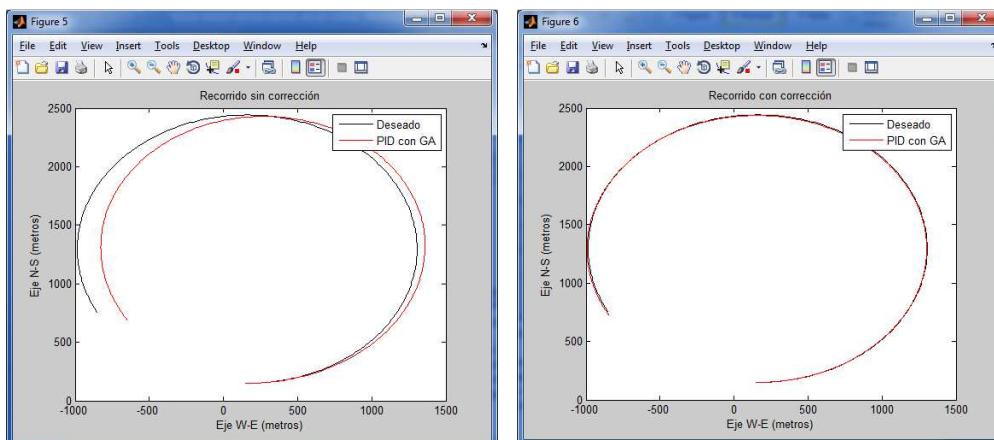 Figure 5
File Edit View Insert Tools Desktop Window Help
Recorrido sin corrección
Deseado
PID con GA
2500
2000
1500
1000
500
0
-1000 -500 0 500 1000 1500
Eje N-S (metros)
Eje W-E (metros)
Figure 6
File Edit View Insert Tools Desktop Window Help
Recorrido con corrección
Deseado
PID con GA
2500
2000
1500
1000
500
0
-1000 -500 0 500 1000 1500
Eje N-S (metros)
Eje W-E (metros)